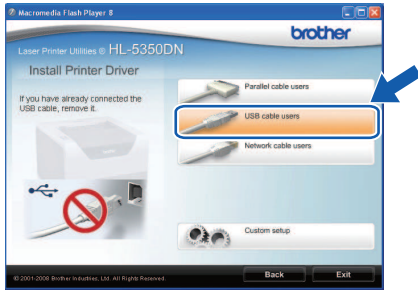 Macromedia Flash Player 8
brother
Laser Printer Utilities HL-5350DN
Install Printer Driver
If you have already connected the
USB cable, remove it.
Parallel cable users
USB cable users
Network cable users
Custom setup
© 2001-2008 Brother Industries, Ltd. All Rights Reserved.
Back
Exit